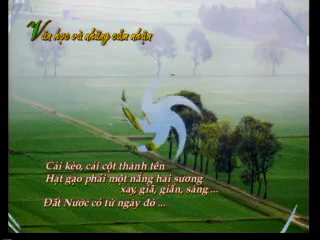 Văn học và những cảm nhận
Cái kéo, cái cột thành tên
Hạt gạo phải một nắng hai sương
xay, giã, giần, sàng ...
Đất Nước có từ ngày đó ...